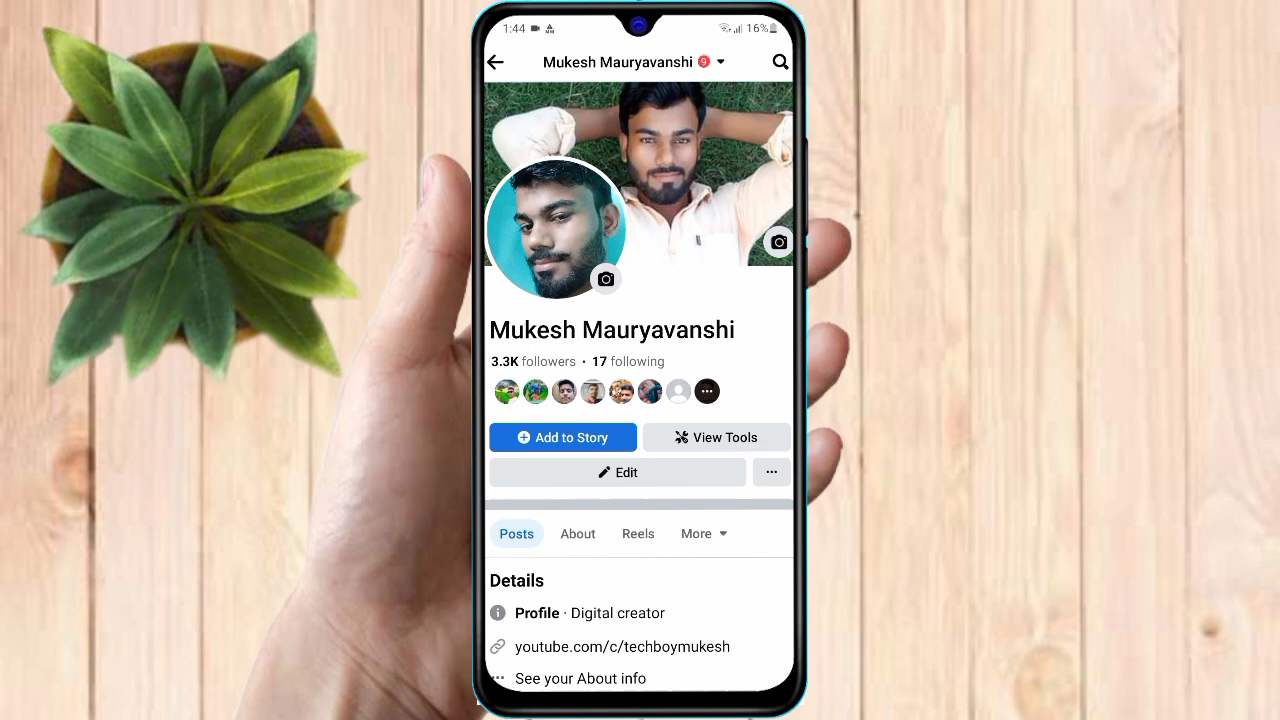 1:44 16%
Mukesh Mauryavanshi 9
Mukesh Mauryavanshi
3.3K followers • 17 following
Add to Story View Tools
Edit
Posts About Reels More
Details
Profile · Digital creator
youtube.com/c/techboymukesh
See your About info